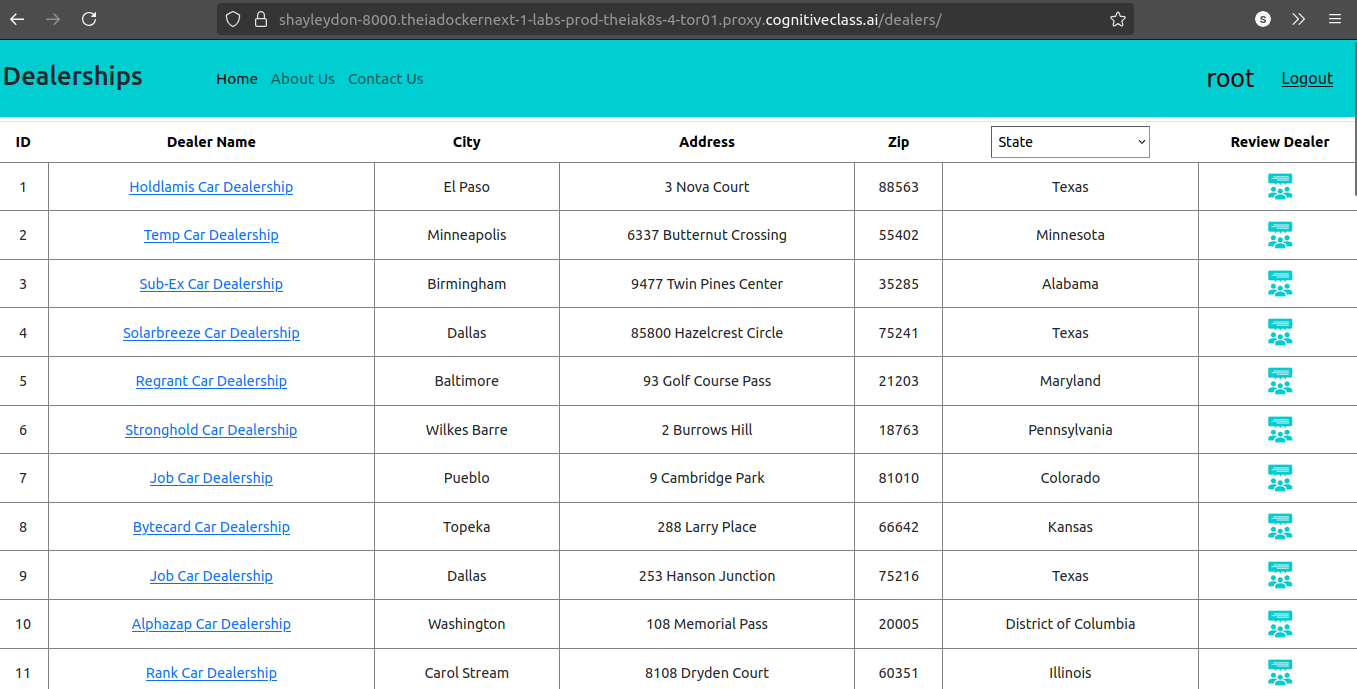 shayleydon-8000.theiadockernext-1-labs-prod-theiak8s-4-tor01.proxy.cognitiveclass.ai/dealers/ S
Dealerships Home About Us Contact Us root Logout
ID Dealer Name City Address Zip State Review Dealer
1 Holdlamis Car Dealership El Paso 3 Nova Court 88563 Texas
2 Temp Car Dealership Minneapolis 6337 Butternut Crossing 55402 Minnesota
3 Sub-Ex Car Dealership Birmingham 9477 Twin Pines Center 35285 Alabama
4 Solarbreeze Car Dealership Dallas 85800 Hazelcrest Circle 75241 Texas
5 Regrant Car Dealership Baltimore 93 Golf Course Pass 21203 Maryland
6 Stronghold Car Dealership Wilkes Barre 2 Burrows Hill 18763 Pennsylvania
7 Job Car Dealership Pueblo 9 Cambridge Park 81010 Colorado
8 Bytecard Car Dealership Topeka 288 Larry Place 66642 Kansas
9 Job Car Dealership Dallas 253 Hanson Junction 75216 Texas
10 Alphazap Car Dealership Washington 108 Memorial Pass 20005 District of Columbia
11 Rank Car Dealership Carol Stream 8108 Dryden Court 60351 Illinois